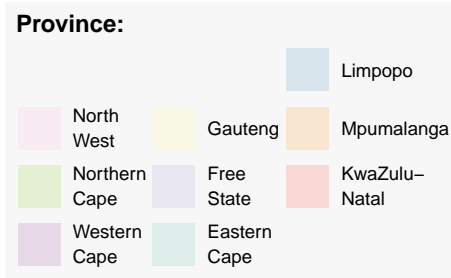 Province:
Limpopo
North
West
Gauteng
Mpumalanga
Northern
Cape
Free
State
KwaZulu–
Natal
Western
Cape
Eastern
Cape